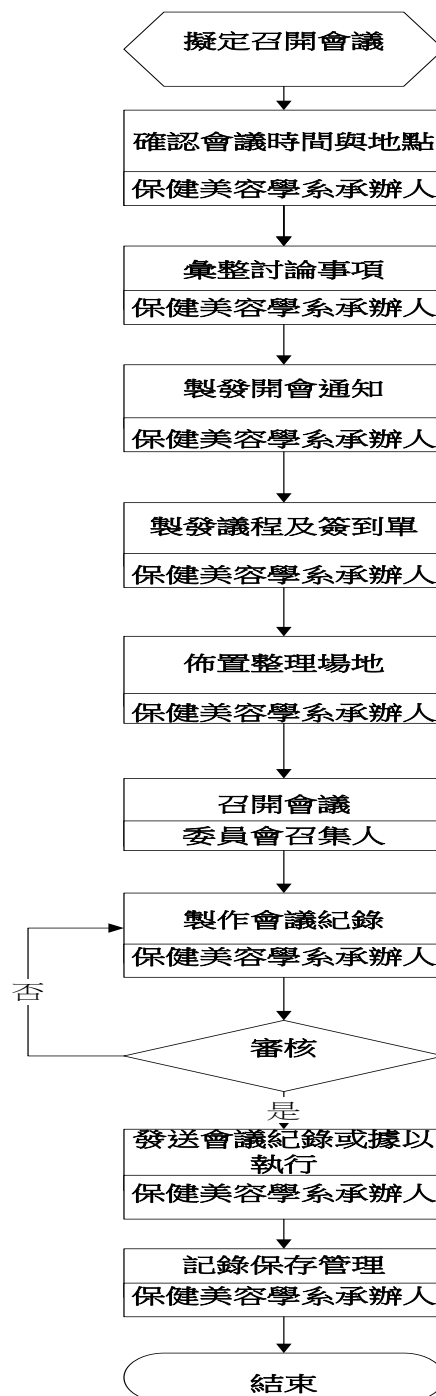 擬定召開會議
確認會議時間與地點
保健美容學系承辦人
彙整討論事項
保健美容學系承辦人
製發開會通知
保健美容學系承辦人
製發議程及簽到單
保健美容學系承辦人
佈置整理場地
保健美容學系承辦人
召開會議
委員會召集人
製作會議紀錄
保健美容學系承辦人
否
審核
是
發送會議紀錄或據以
執行
保健美容學系承辦人
記錄保存管理
保健美容學系承辦人
結束